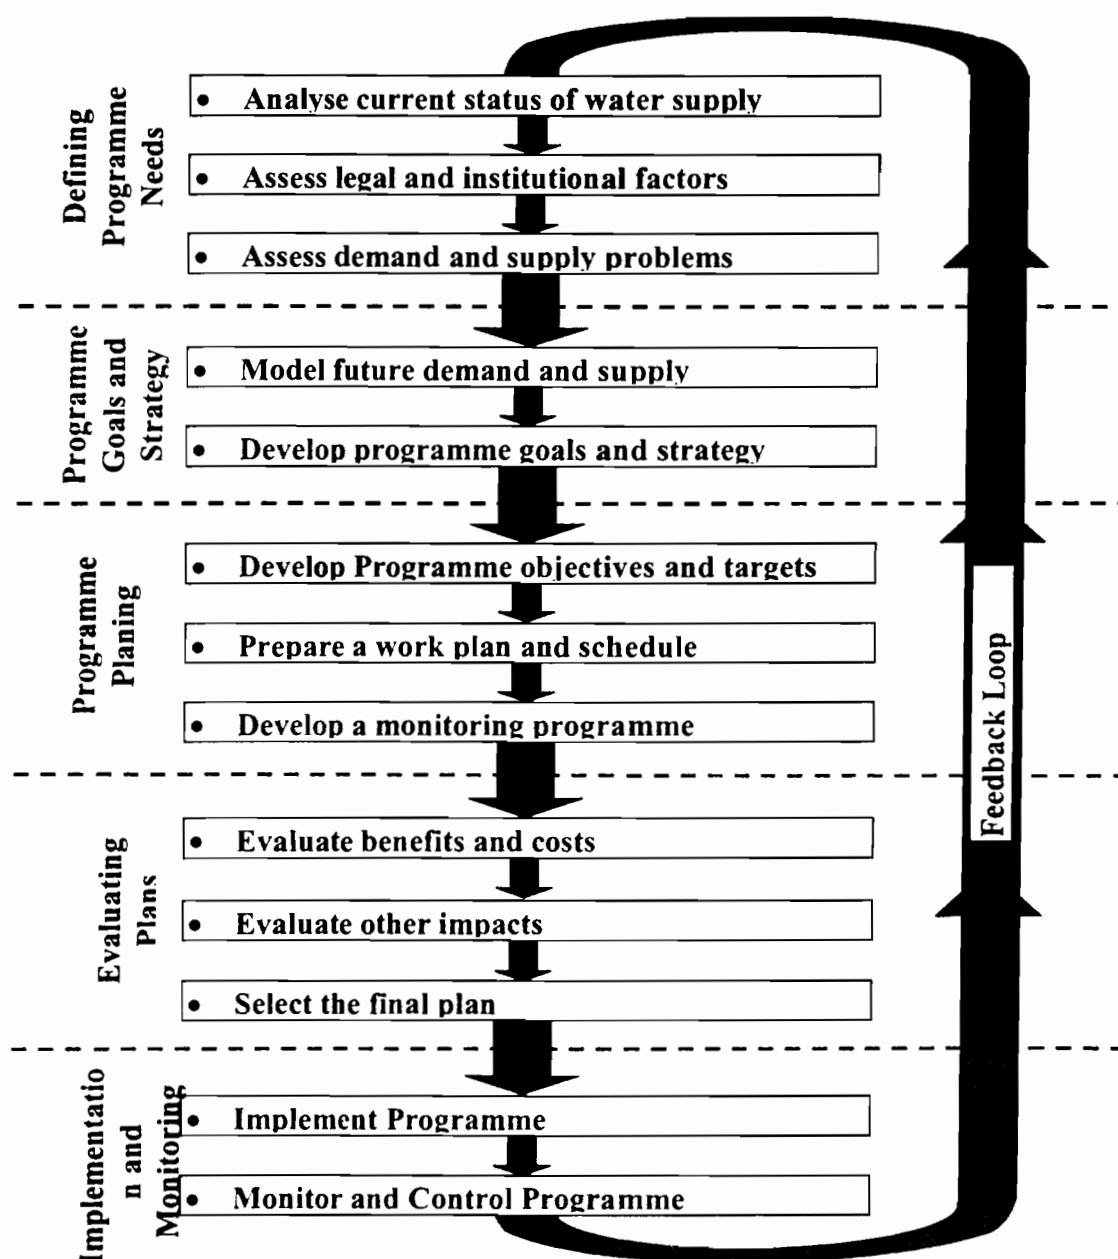 Defining
Programme
Needs
• Analyse current status of water supply
• Assess legal and institutional factors
• Assess demand and supply problems
Programme
Goals and
Strategy
• Model future demand and supply
• Develop programme goals and strategy
Programme
Planing
• Develop Programme objectives and targets
• Prepare a work plan and schedule
• Develop a monitoring programme
Evaluating
Plans
• Evaluate benefits and costs
• Evaluate other impacts
• Select the final plan
Implementatio
n and
Monitoring
• Implement Programme
• Monitor and Control Programme
Feedback Loop